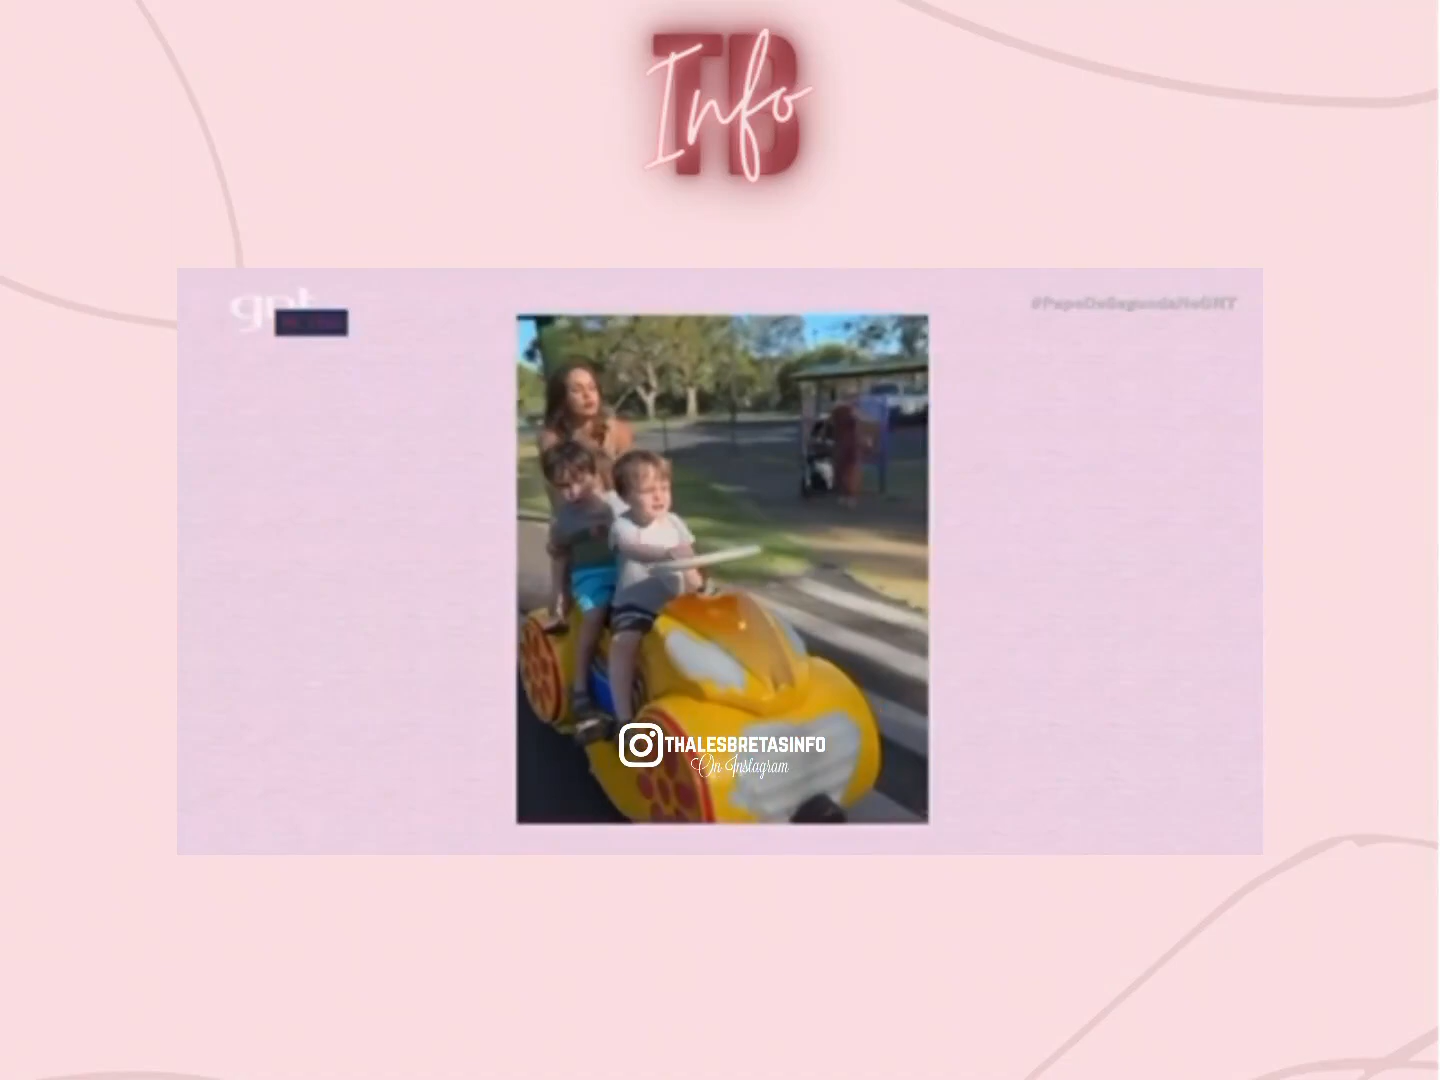 TB
Info
gnt
#PapoDeSegundaNoGNT
THALESBRETASINFO
On Instagram